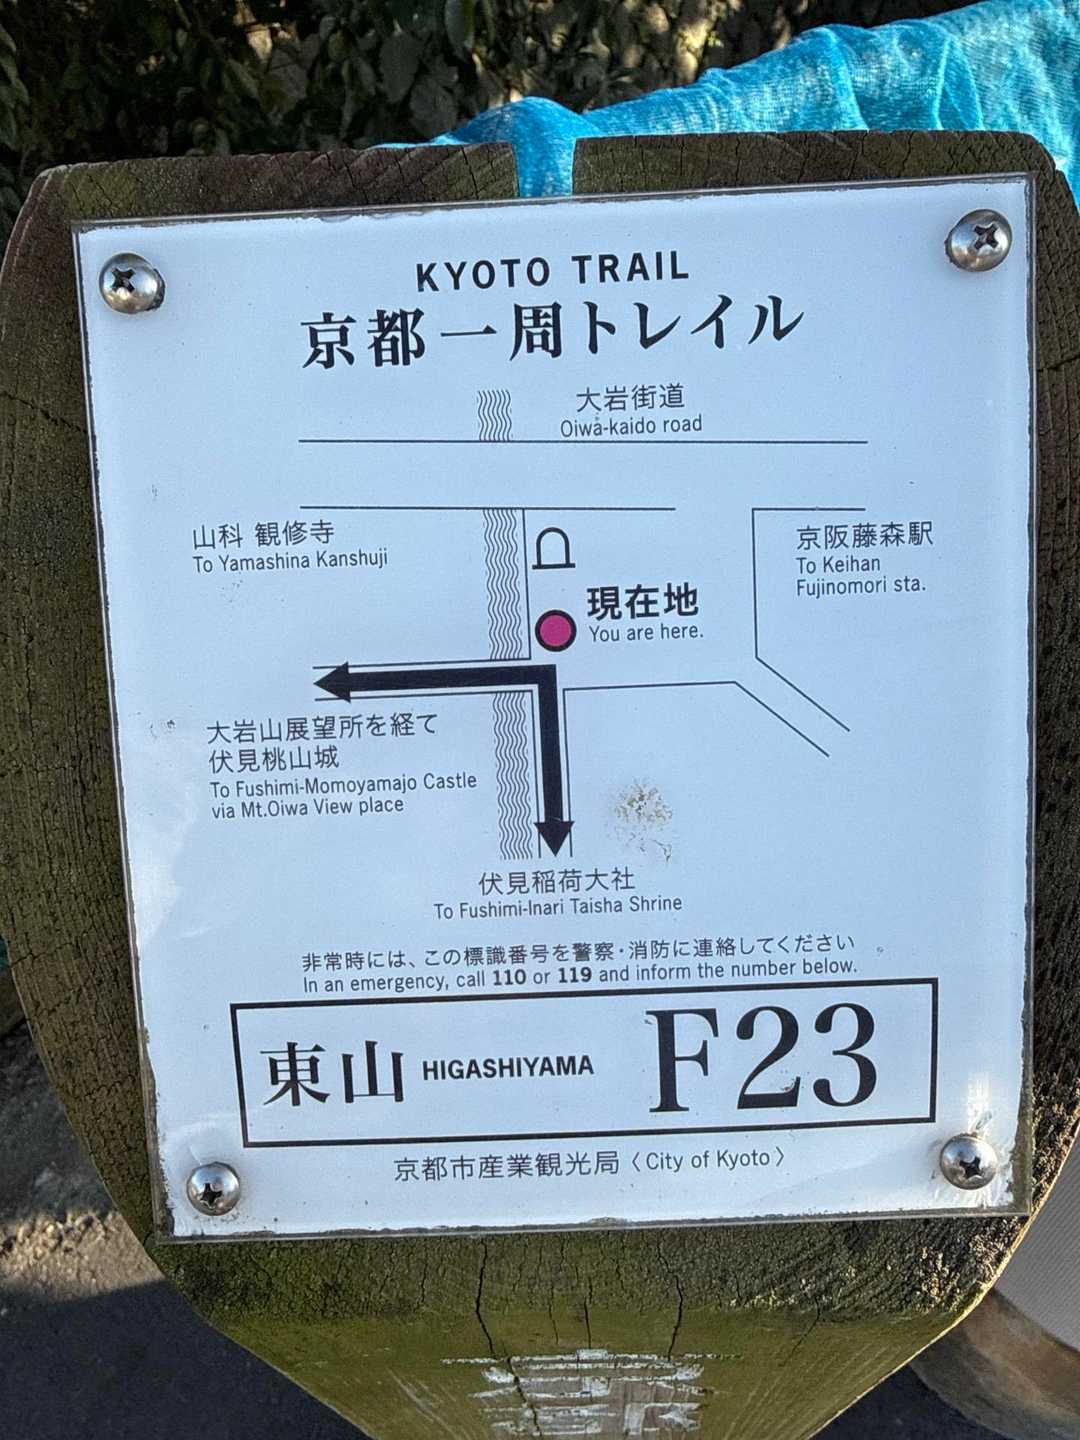 KYOTO TRAIL
京都一周トレイル
大岩街道
Oiwa-kaido road
山科 観修寺
To Yamashina Kanshuji
京阪藤森駅
To Keihan
Fujinomori sta.
現在地
You are here.
大岩山展望所を経て
伏見桃山城
To Fushimi-Momoyamajo Castle
via Mt.Oiwa View place
伏見稲荷大社
To Fushimi-Inari Taisha Shrine
非常時には、この標識番号を警察・消防に連絡してください。
In an emergency, call 110 or 119 and inform the number below.
東山 HIGASHIYAMA F23
京都市産業観光局〈City of Kyoto〉